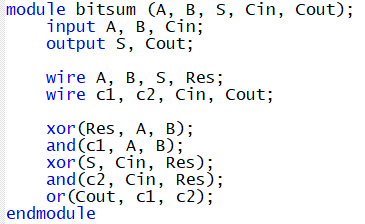 module bitsum (A, B, S, Cin, Cout);
input A, B, Cin;
output S, Cout;
wire A, B, S, Res;
wire c1, c2, Cin, Cout;
xor(Res, A, B);
and(c1, A, B);
xor(S, Cin, Res);
and(c2, Cin, Res);
or(Cout, c1, c2);
endmodule